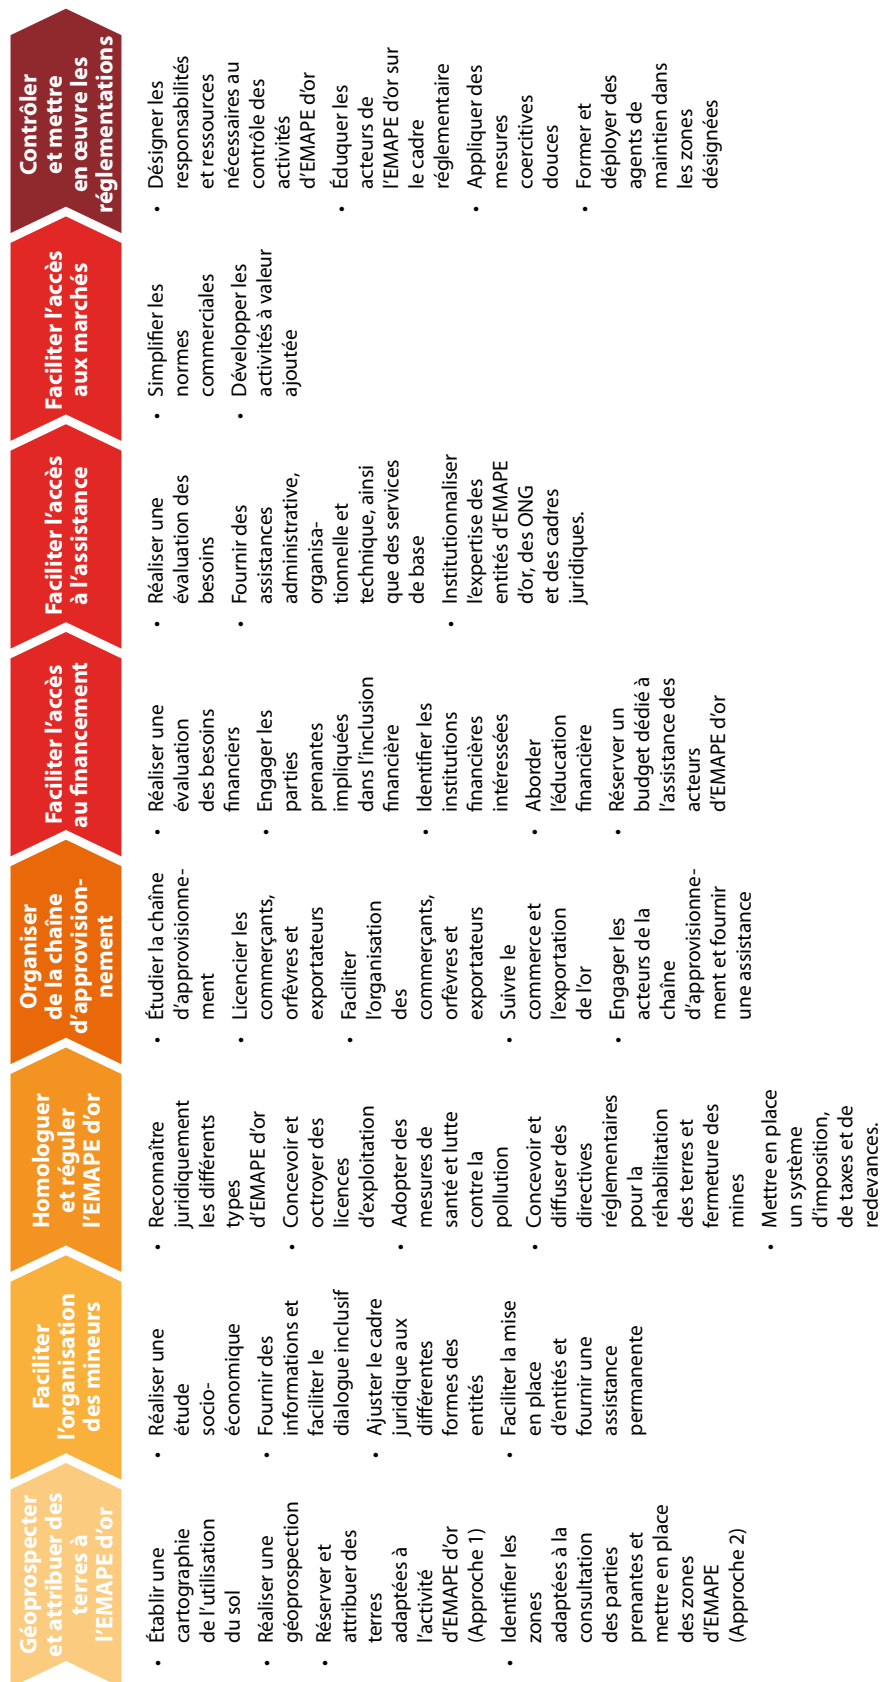 Géoprospecter
et attribuer des
terres à
l’EMAPE d’or
• Établir une
cartographie
de l’utilisation
du sol
• Réaliser une
géoprospection
• Réserver et
attribuer des
terres
adaptées à
l’activité
d’EMAPE d’or
(Approche 1)
• Identifier les
zones
adaptées à la
consultation
des parties
prenantes et
mettre en place
des zones
d’EMAPE
(Approche 2)
Faciliter
l’organisation
des mineurs
• Réaliser une
étude
socio-
économique
• Fournir des
informations et
faciliter le
dialogue inclusif
• Ajuster le cadre
juridique aux
différentes
formes des
entités
• Faciliter la mise
en place
d’entités et
fournir une
assistance
permanente
Homologuer
et réguler
l’EMAPE d’or
• Reconnaître
juridiquement
les différents
types
d’EMAPE d’or
• Concevoir et
octroyer des
licences
d’exploitation
• Adopter des
mesures de
santé et lutte
contre la
pollution
• Concevoir et
diffuser des
directives
réglementaires
pour la
réhabilitation
des terres et
fermeture des
mines
• Mettre en place
un système
d’imposition,
de taxes et de
redevances.
Organiser
de la chaîne
d’approvision-
nement
• Étudier la chaîne
d’approvisionne-
ment
• Licencier les
commerçants,
orfèvres et
exportateurs
• Faciliter
l’organisation
des
commerçants,
orfèvres et
exportateurs
• Suivre le
commerce et
l’exportation
de l’or
• Engager les
acteurs de la
chaîne
d’approvisionne-
ment et fournir
une assistance
Faciliter l’accès
au financement
• Réaliser une
évaluation
des besoins
financiers
• Engager les
parties
prenantes
impliquées
dans l’inclusion
financière
• Identifier les
institutions
financières
intéressées
• Aborder
l’éducation
financière
• Réserver un
budget dédié à
l’assistance des
acteurs
d’EMAPE d’or
Faciliter l’accès
à l’assistance
• Réaliser une
évaluation des
besoins
• Fournir des
assistances
administrative,
organisa-
tionnelle et
technique, ainsi
que des services
de base
• Institutionnaliser
l’expertise des
entités d’EMAPE
d’or, des ONG
et des cadres
juridiques.
Faciliter l’accès
aux marchés
• Simplifier les
normes
commerciales
• Développer les
activités à valeur
ajoutée
Contrôler
et mettre
en œuvre les
réglementations
• Désigner les
responsabilités
et ressources
nécessaires au
contrôle des
activités
d’EMAPE d’or
• Éduquer les
acteurs de
l’EMAPE d’or sur
le cadre
réglementaire
• Appliquer des
mesures
coercitives
douces
• Former et
déployer des
agents de
maintien dans
les zones
désignées